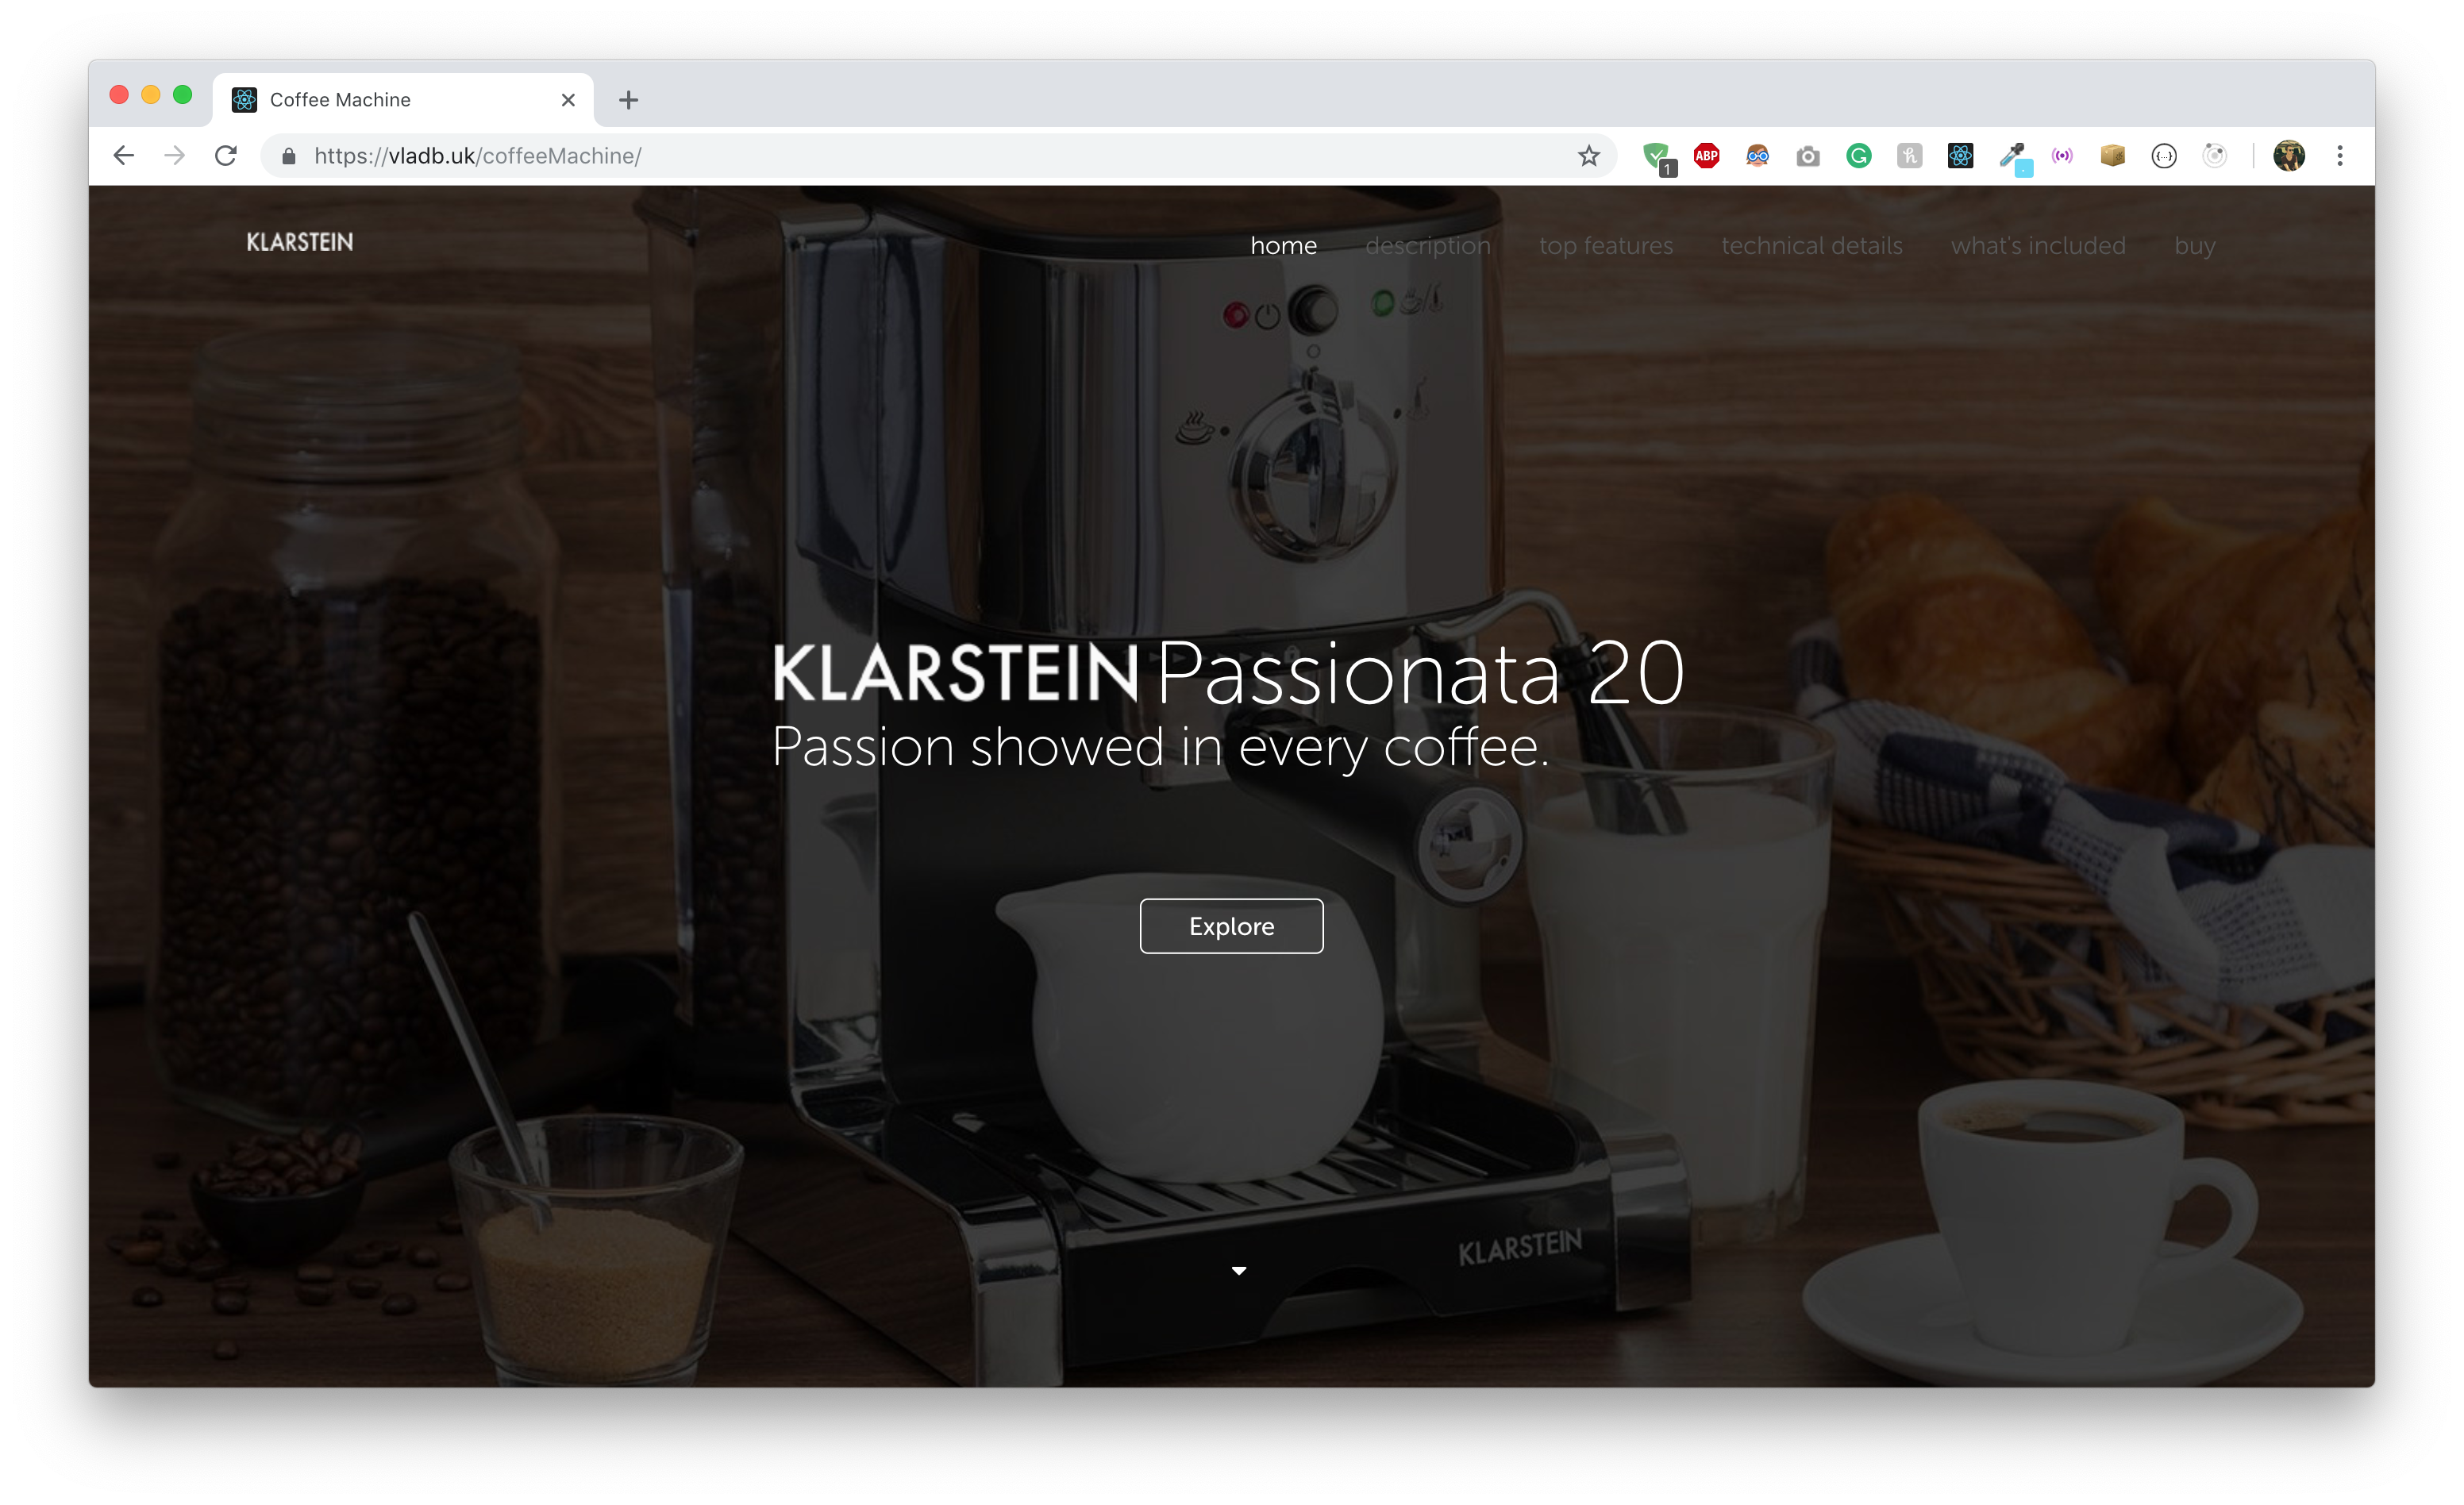 Coffee Machine
https://vladb.uk/coffeeMachine/
1
ABP
KLARSTEIN
home description top features technical details what's included buy
KLARSTEIN Passionata 20
Passion showed in every coffee.
Explore
KLARSTEIN